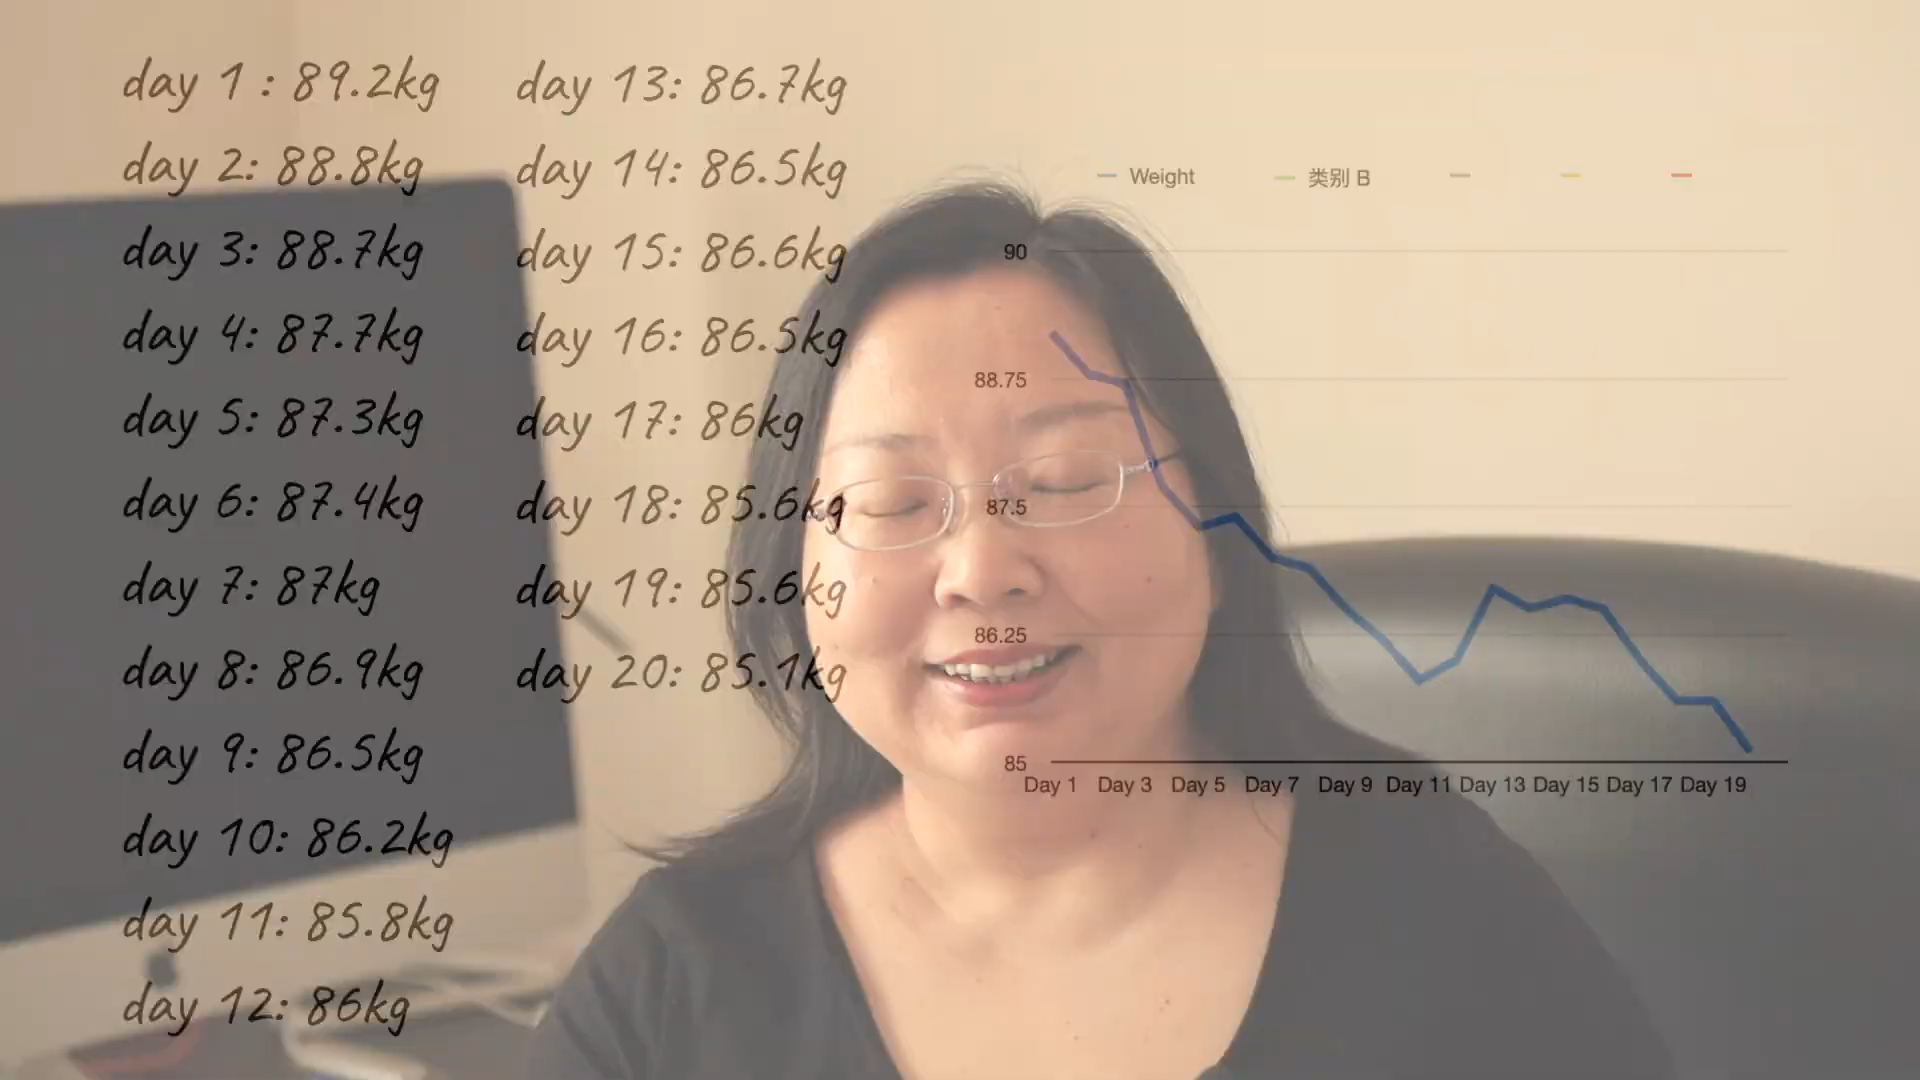 day 1 : 89.2kg
day 2: 88.8kg
day 3: 88.7kg
day 4: 87.7kg
day 5: 87.3kg
day 6: 87.4kg
day 7: 87kg
day 8: 86.9kg
day 9: 86.5kg
day 10: 86.2kg
day 11: 85.8kg
day 12: 86kg
day 13: 86.7kg
day 14: 86.5kg
day 15: 86.6kg
day 16: 86.5kg
day 17: 86kg
day 18: 85.6kg
day 19: 85.6kg
day 20: 85.1kg
Weight 类别 B
90
88.75
87.5
86.25
85
Day 1 Day 3 Day 5 Day 7 Day 9 Day 11 Day 13 Day 15 Day 17 Day 19